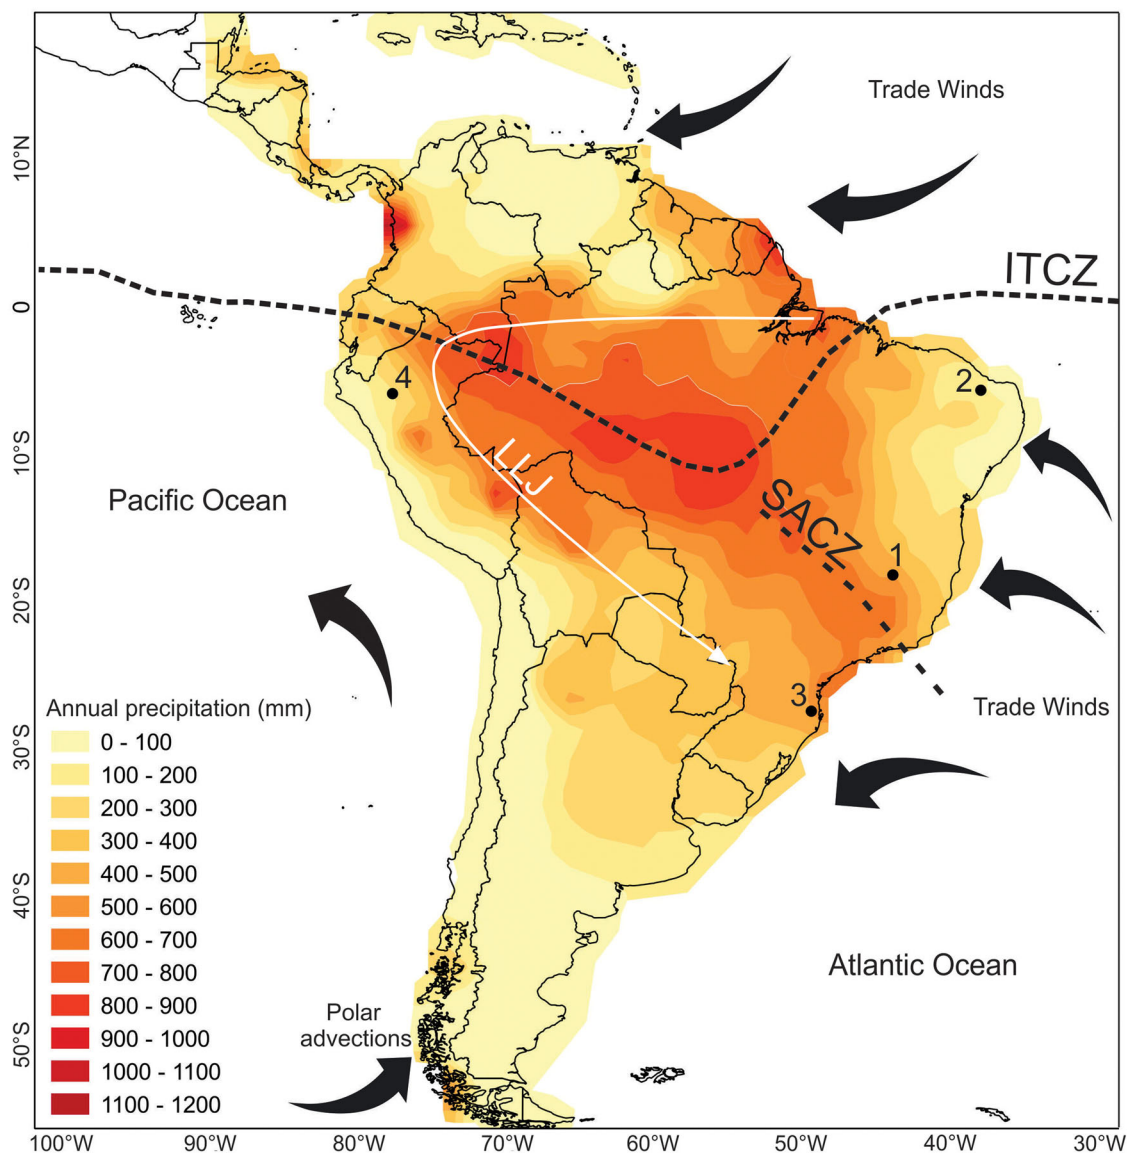 Trade Winds
ITCZ
10°N
0
10°S
20°S
30°S
40°S
50°S
4
2
LLJ
Pacific Ocean
SACZ
1
3
Trade Winds
Annual precipitation (mm)
0 - 100
100 - 200
200 - 300
300 - 400
400 - 500
500 - 600
600 - 700
700 - 800
800 - 900
900 - 1000
1000 - 1100
1100 - 1200
Atlantic Ocean
Polar
advections
100°W 90°W 80°W 70°W 60°W 50°W 40°W 30°W